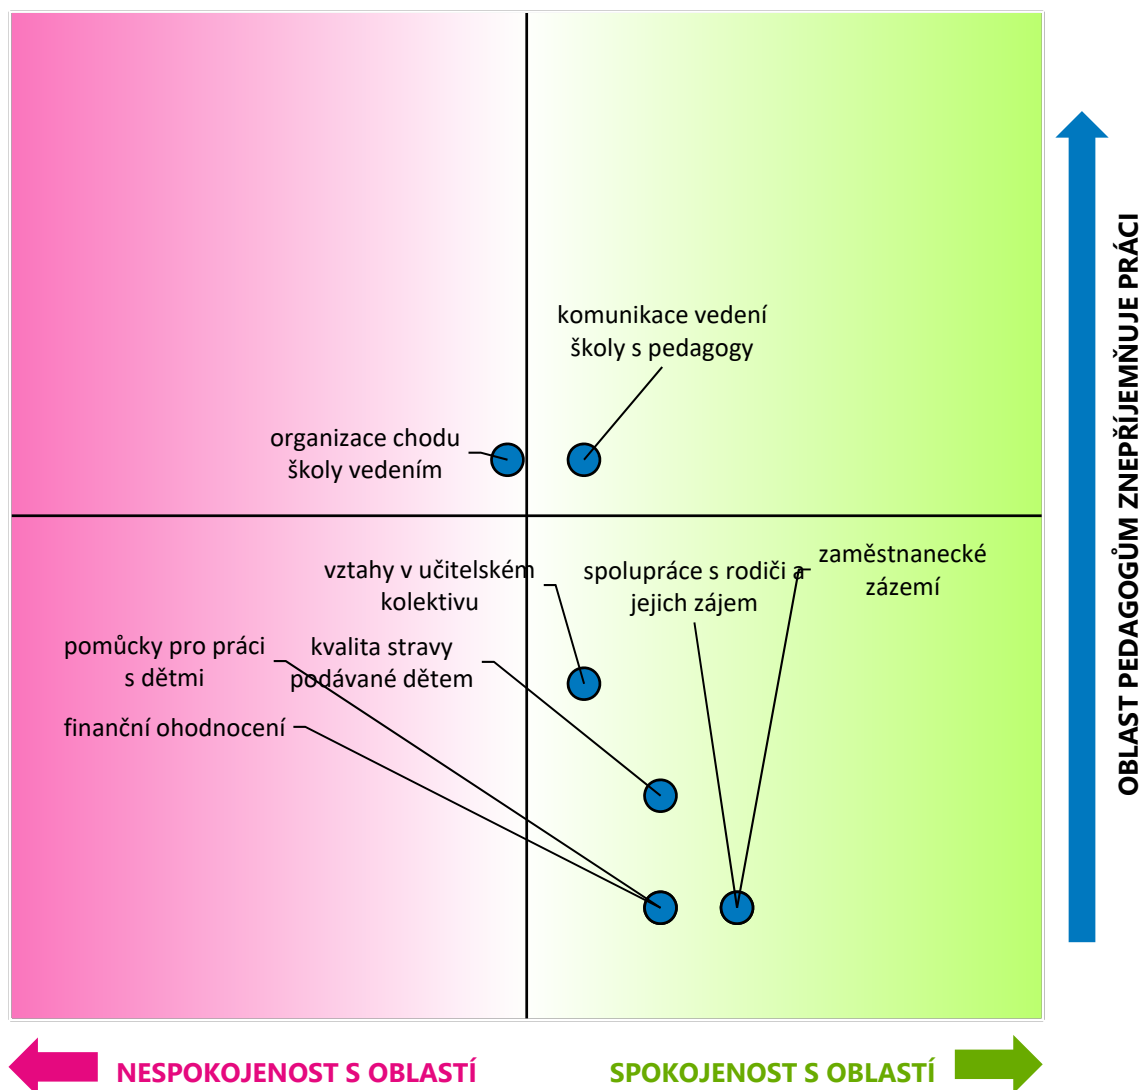 komunikace vedení
školy s pedagogy
organizace chodu
školy vedením
vztahy v učitelském
kolektivu
spolupráce s rodiči a
jejich zájem
zaměstnanecké
zázemí
pomůcky pro práci
s dětmi
kvalita stravy
podávané dětem
finanční ohodnocení
OBLAST PEDAGOGŮM ZNEPŘÍJEMŇUJE PRÁCI
NESPOKOJENOST S OBLASTÍ
SPOKOJENOST S OBLASTÍ